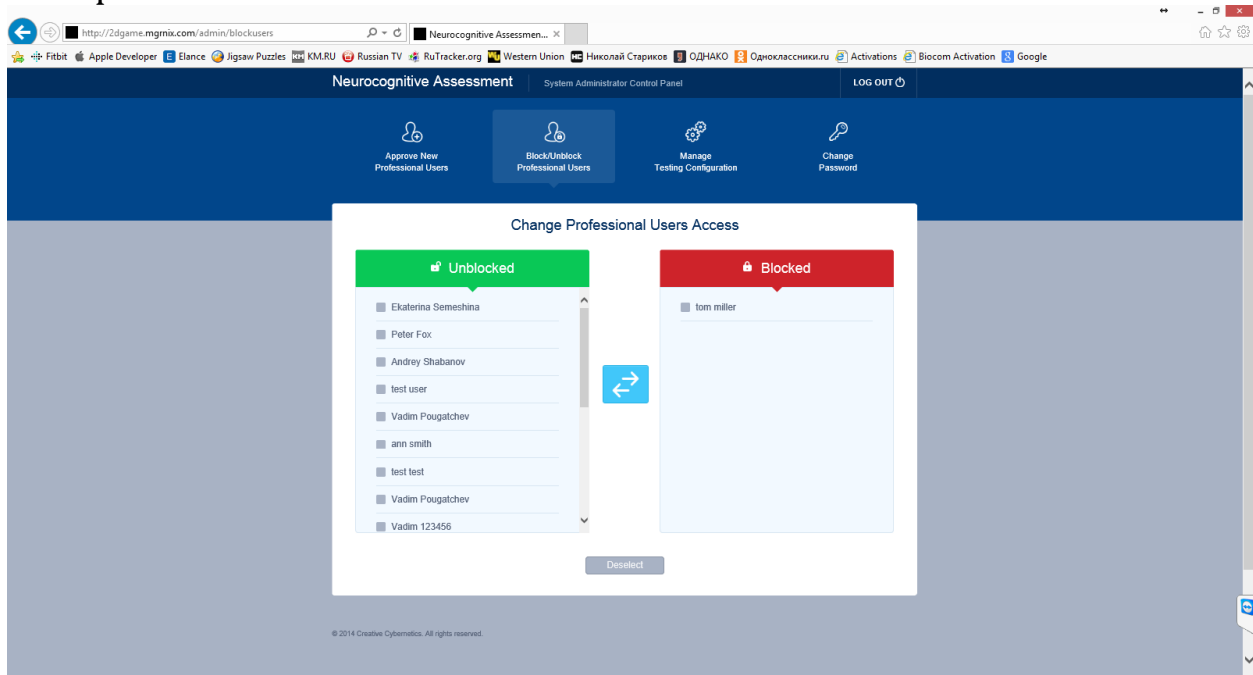 http://2dgame.mgrnix.com/admin/blockusers
Neurocognitive Assessmen...
Fitbit Apple Developer Elance Jigsaw Puzzles KM.RU Russian TV RuTracker.org Western Union Николай Стариков ОДНАКО Одноклассники.ru Activations Biocom Activation Google
Neurocognitive Assessment System Administrator Control Panel LOG OUT
Approve New
Professional Users
Block/Unblock
Professional Users
Manage
Testing Configuration
Change
Password
Change Professional Users Access
Unblocked
Ekaterina Semeshina
Peter Fox
Andrey Shabanov
test user
Vadim Pougatchev
ann smith
test test
Vadim Pougatchev
Vadim 123456
Blocked
tom miller
Deselect
© 2014 Creative Cybernetics. All rights reserved.